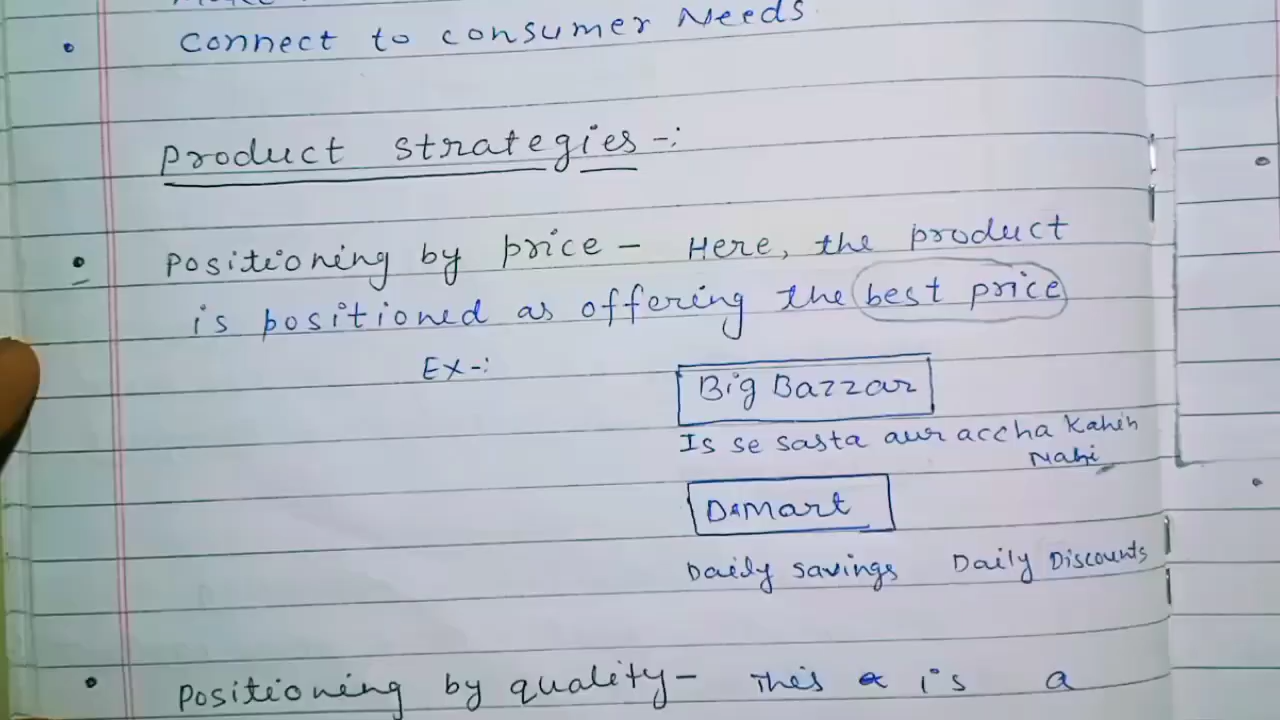 • Connect to consumer Needs
Product strategies -:
• Positioning by price - Here, the product
is positioned as offering the best price
Ex-:
Big Bazzar
Is se sasta aur accha Kahin
Nahi
DMart
Daily savings Daily Discounts
• Positioning by quality - This is a